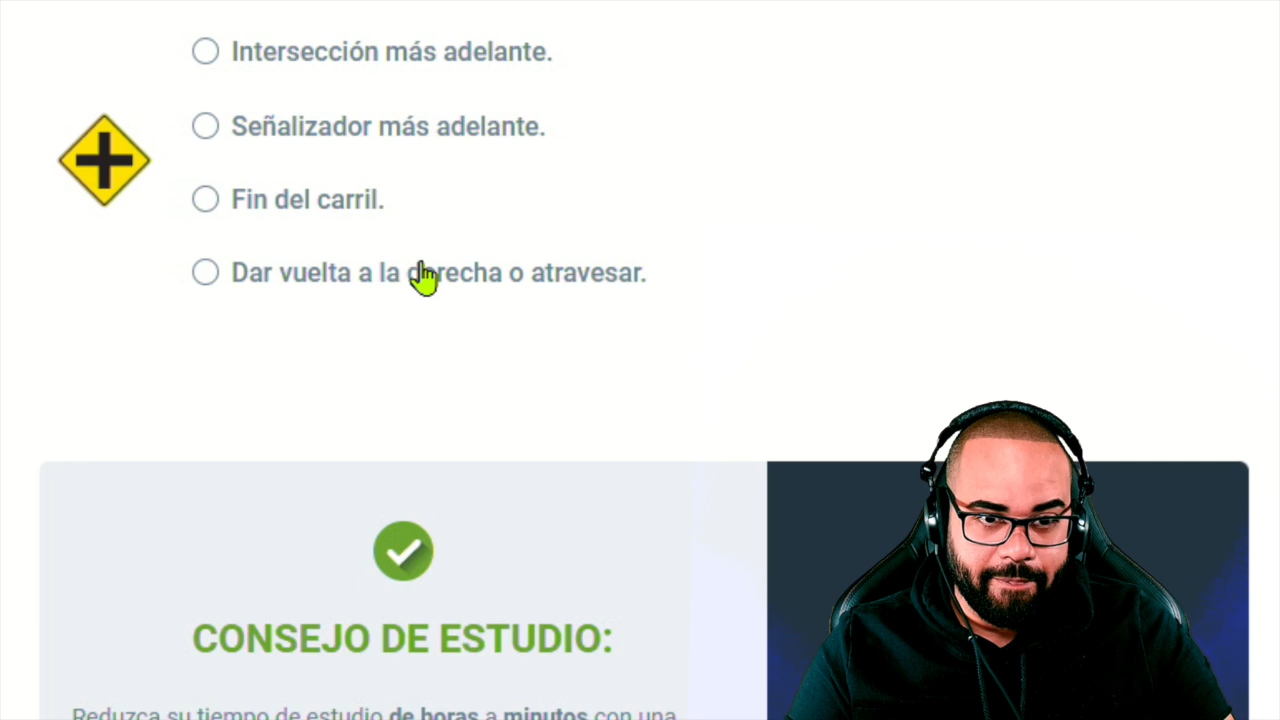 Intersección más adelante.
Señalizador más adelante.
Fin del carril.
Dar vuelta a la derecha o atravesar.
CONSEJO DE ESTUDIO:
Reduzca su tiempo de estudio de horas a minutos con una